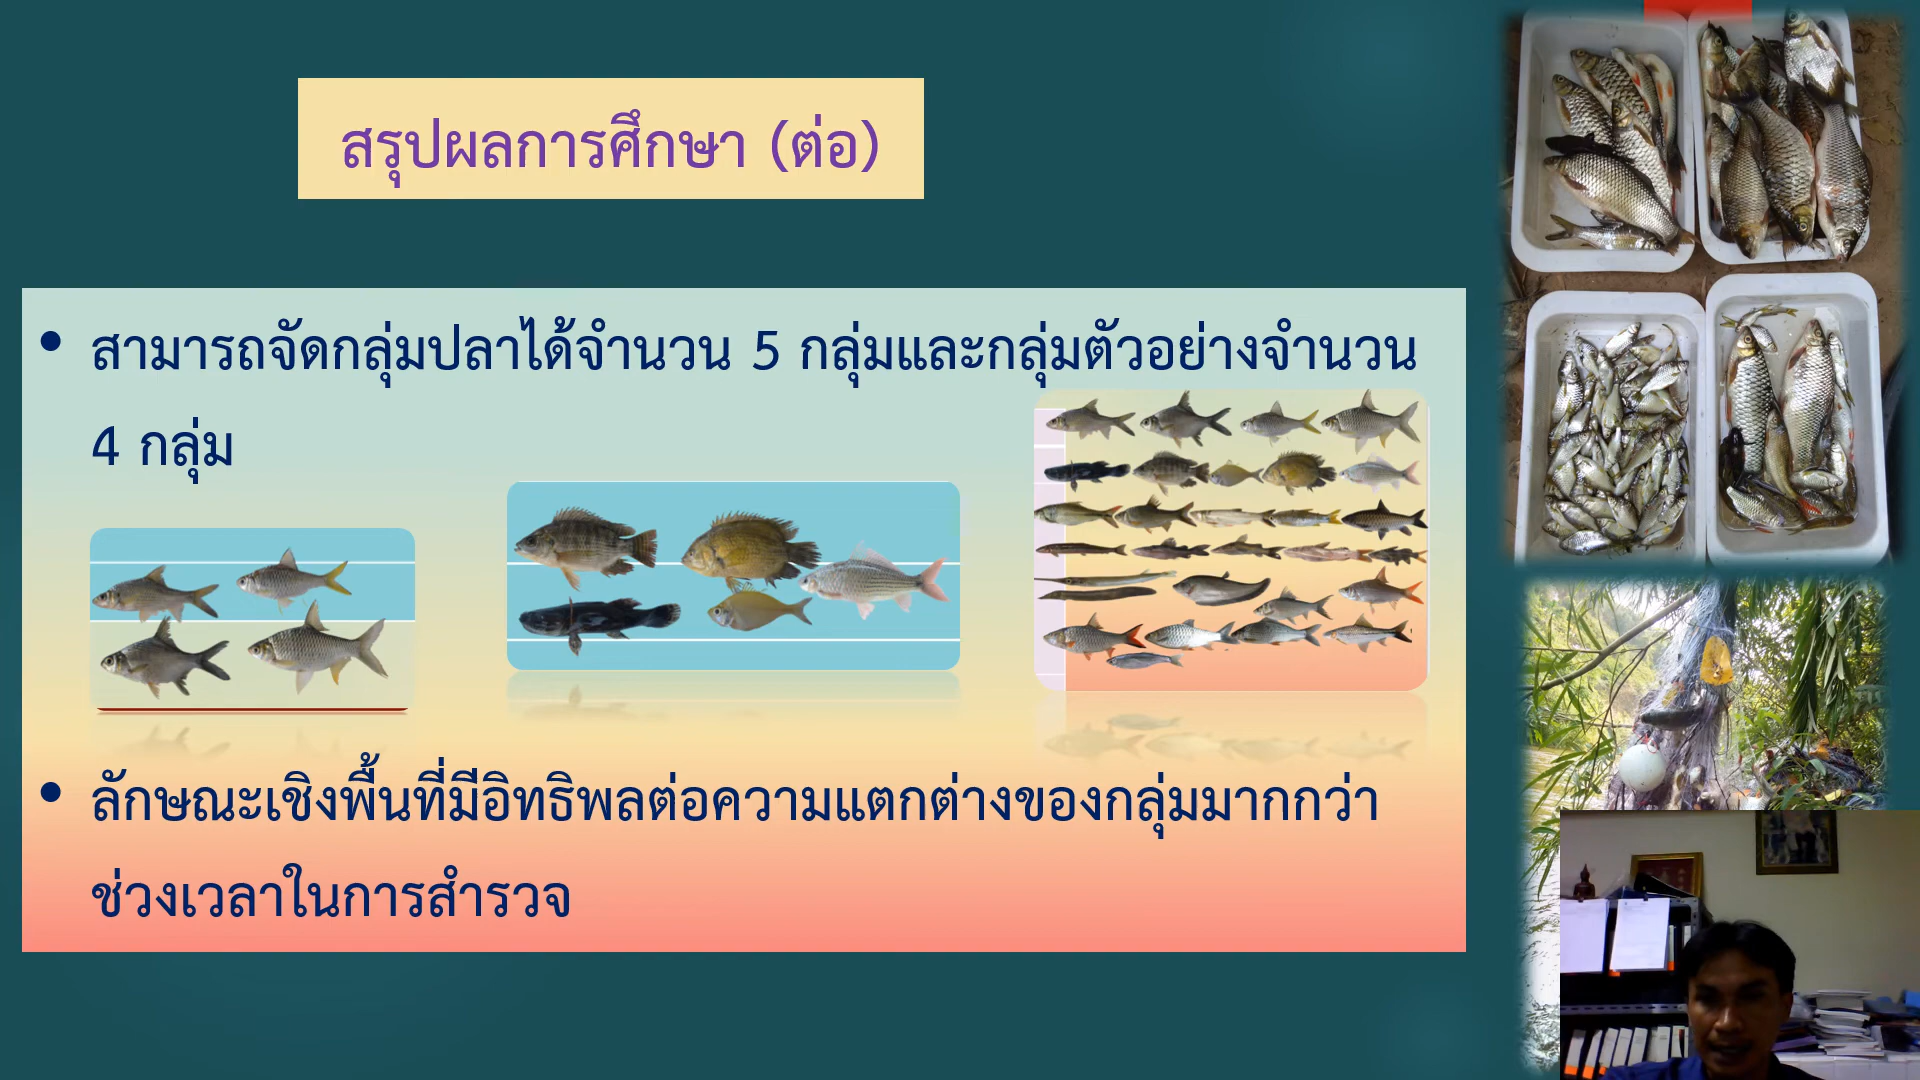 สรุปผลการศึกษา (ต่อ)
• สามารถจัดกลุ่มปลาได้จำนวน 5 กลุ่มและกลุ่มตัวอย่างจำนวน
4 กลุ่ม
• ลักษณะเชิงพื้นที่มีอิทธิพลต่อความแตกต่างของกลุ่มมากกว่า
ช่วงเวลาในการสำรวจ